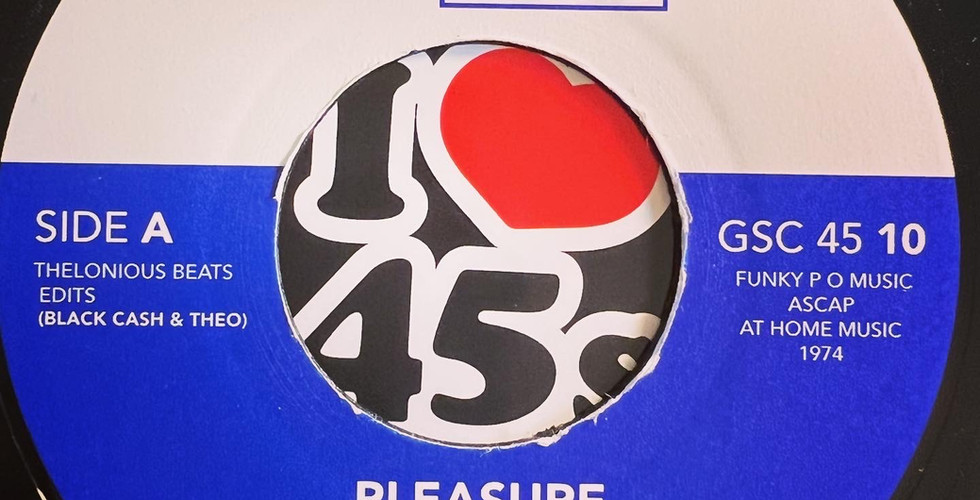 I
45s
SIDE A
THELONIOUS BEATS
EDITS
(BLACK CASH & THEO)
GSC 45 10
FUNKY P O MUSIC
ASCAP
AT HOME MUSIC
1974
PLEASURE